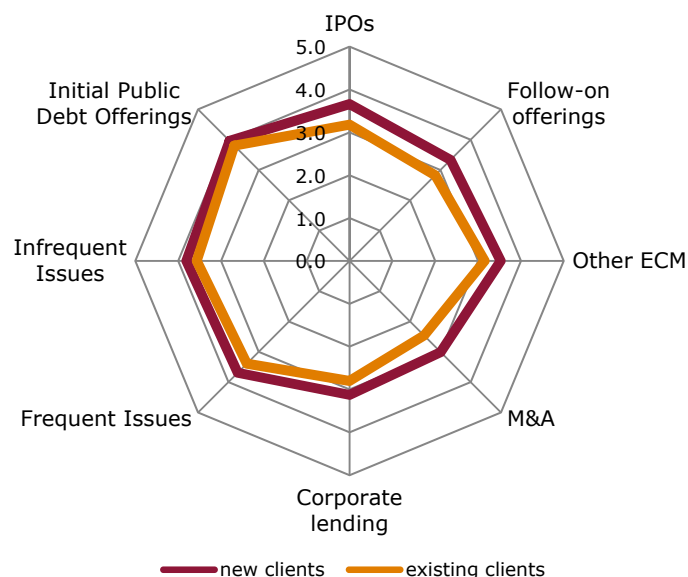 IPOs
5.0
4.0
3.0
2.0
1.0
0.0
Follow-on
offerings
Other ECM
M&A
Corporate
lending
Frequent Issues
Infrequent
Issues
Initial Public
Debt Offerings
new clients
existing clients